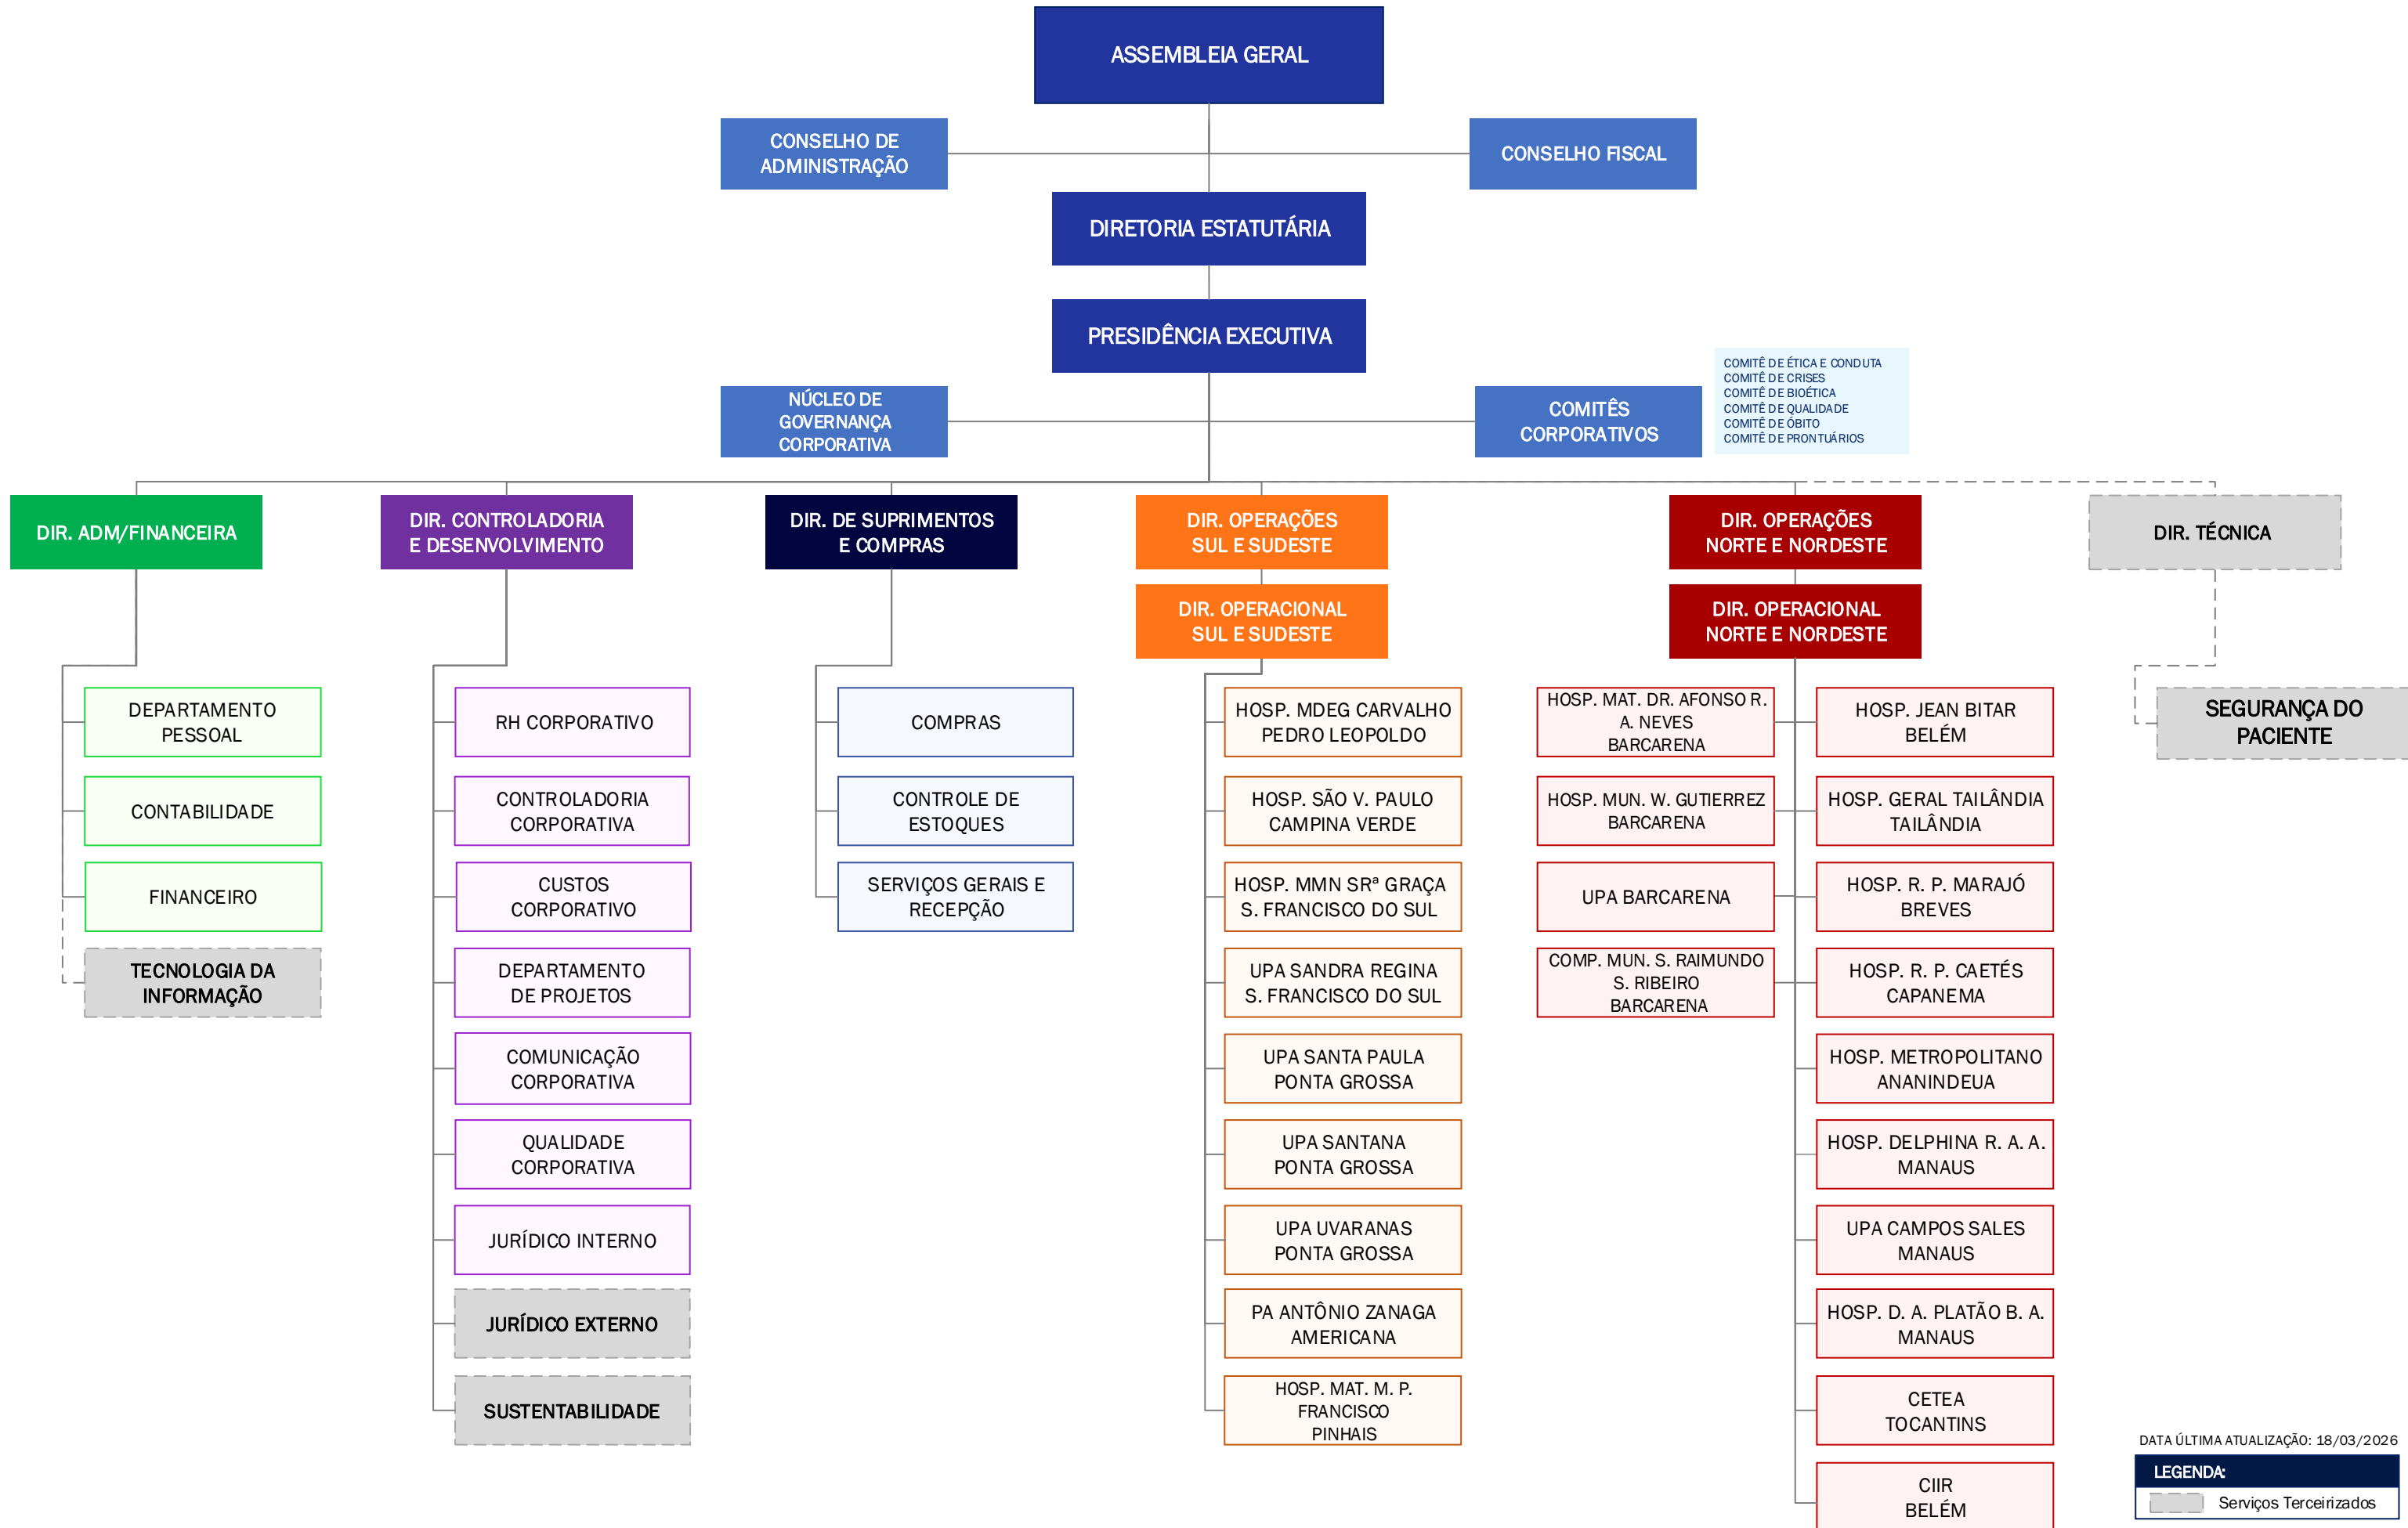 ASSEMBLEIA GERAL
CONSELHO DE
ADMINISTRAÇÃO
CONSELHO FISCAL
DIRETORIA ESTATUTÁRIA
PRESIDÊNCIA EXECUTIVA
NÚCLEO DE
GOVERNANÇA
CORPORATIVA
COMITÊS
CORPORATIVOS
COMITÊ DE ÉTICA E CONDUTA
COMITÊ DE CRISES
COMITÊ DE BIOÉTICA
COMITÊ DE QUALIDADE
COMITÊ DE ÓBITO
COMITÊ DE PRONTUÁRIOS
DIR. ADM/FINANCEIRA
DIR. CONTROLADORIA
E DESENVOLVIMENTO
DIR. DE SUPRIMENTOS
E COMPRAS
DIR. OPERAÇÕES
SUL E SUDESTE
DIR. OPERAÇÕES
NORTE E NORDESTE
DIR. TÉCNICA
DIR. OPERACIONAL
SUL E SUDESTE
DIR. OPERACIONAL
NORTE E NORDESTE
DEPARTAMENTO
PESSOAL
CONTABILIDADE
FINANCEIRO
TECNOLOGIA DA
INFORMAÇÃO
RH CORPORATIVO
CONTROLADORIA
CORPORATIVA
CUSTOS
CORPORATIVO
DEPARTAMENTO
DE PROJETOS
COMUNICAÇÃO
CORPORATIVA
QUALIDADE
CORPORATIVA
JURÍDICO INTERNO
JURÍDICO EXTERNO
SUSTENTABILIDADE
COMPRAS
CONTROLE DE
ESTOQUES
SERVIÇOS GERAIS E
RECEPÇÃO
HOSP. MDEG CARVALHO
PEDRO LEOPOLDO
HOSP. SÃO V. PAULO
CAMPINA VERDE
HOSP. MMN SRª GRAÇA
S. FRANCISCO DO SUL
UPA SANDRA REGINA
S. FRANCISCO DO SUL
UPA SANTA PAULA
PONTA GROSSA
UPA SANTANA
PONTA GROSSA
UPA UVARANAS
PONTA GROSSA
PA ANTÔNIO ZANAGA
AMERICANA
HOSP. MAT. M. P.
FRANCISCO
PINHAIS
HOSP. MAT. DR. AFONSO R.
A. NEVES
BARCARENA
HOSP. MUN. W. GUTIERREZ
BARCARENA
UPA BARCARENA
COMP. MUN. S. RAIMUNDO
S. RIBEIRO
BARCARENA
HOSP. JEAN BITAR
BELÉM
HOSP. GERAL TAILÂNDIA
TAILÂNDIA
HOSP. R. P. MARAJÓ
BREVES
HOSP. R. P. CAETÉS
CAPANEMA
HOSP. METROPOLITANO
ANANINDEUA
HOSP. DELPHINA R. A. A.
MANAUS
UPA CAMPOS SALES
MANAUS
HOSP. D. A. PLATÃO B. A.
MANAUS
CETEA
TOCANTINS
CIIR
BELÉM
SEGURANÇA DO
PACIENTE
DATA ÚLTIMA ATUALIZAÇÃO: 18/03/2026
LEGENDA:
Serviços Terceirizados